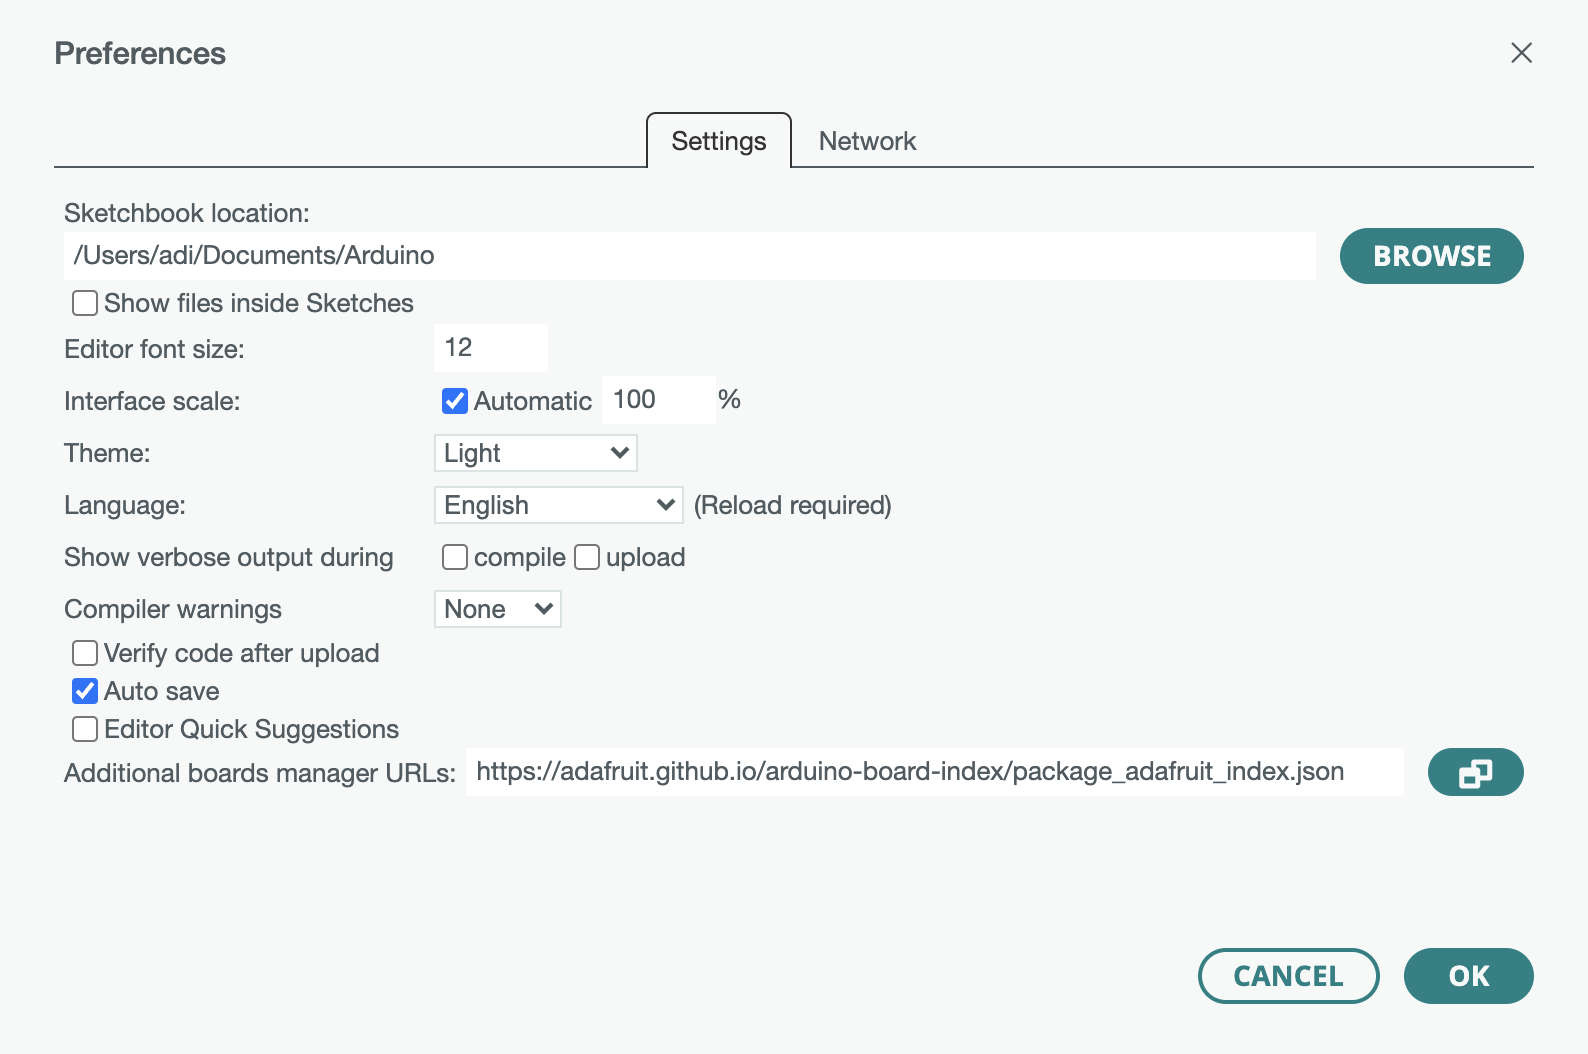 Preferences
Settings Network
Sketchbook location:
/Users/adi/Documents/Arduino BROWSE
Show files inside Sketches
Editor font size: 12
Interface scale: Automatic 100 %
Theme: Light
Language: English (Reload required)
Show verbose output during compile upload
Compiler warnings None
Verify code after upload
Auto save
Editor Quick Suggestions
Additional boards manager URLs: https://adafruit.github.io/arduino-board-index/package_adafruit_index.json
CANCEL OK